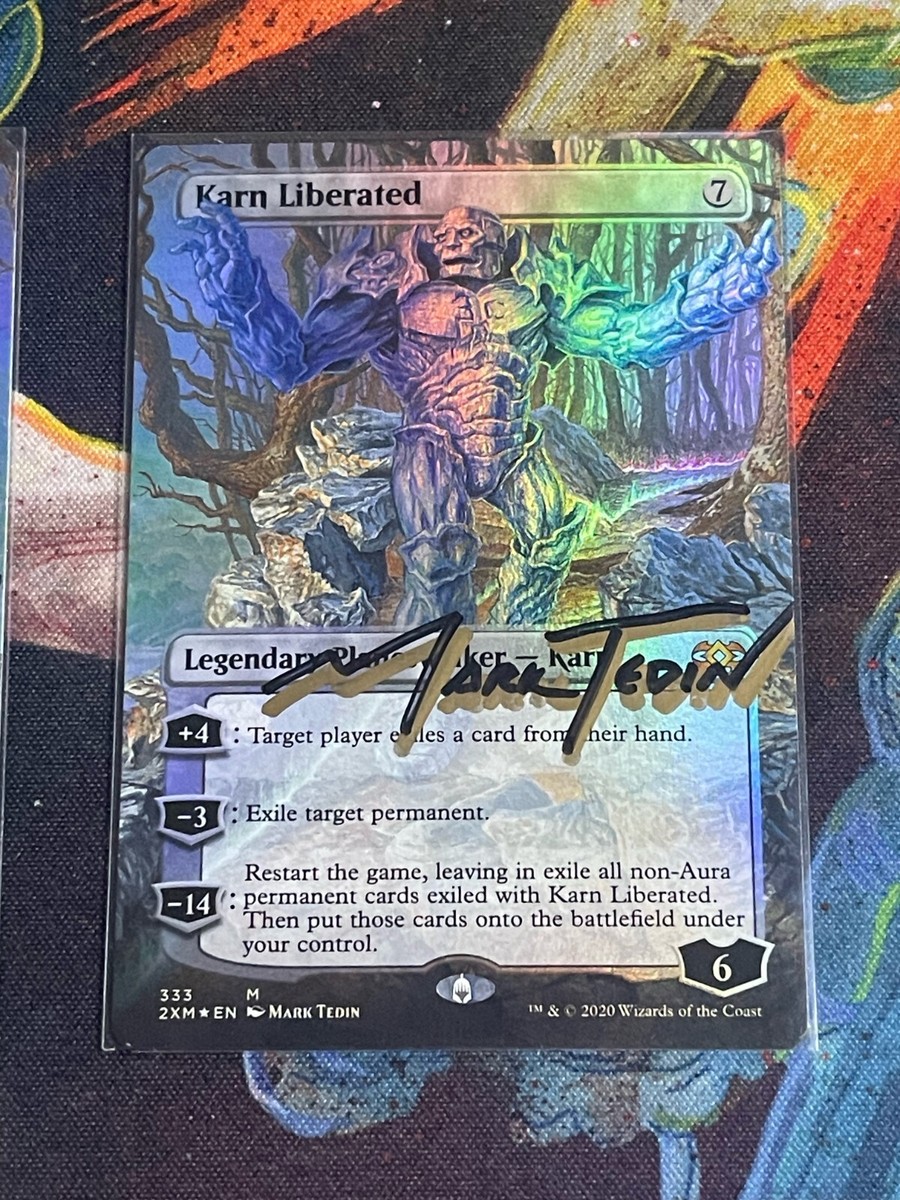 Karn Liberated 7
Legendary Planeswalker — Karn
MARK TEDIN
+4 : Target player exiles a card from their hand.
-3 : Exile target permanent.
Restart the game, leaving in exile all non-Aura
-14 : permanent cards exiled with Karn Liberated.
Then put those cards onto the battlefield under
your control.
6
333 M
2XM★EN MARK TEDIN
™ & © 2020 Wizards of the Coast